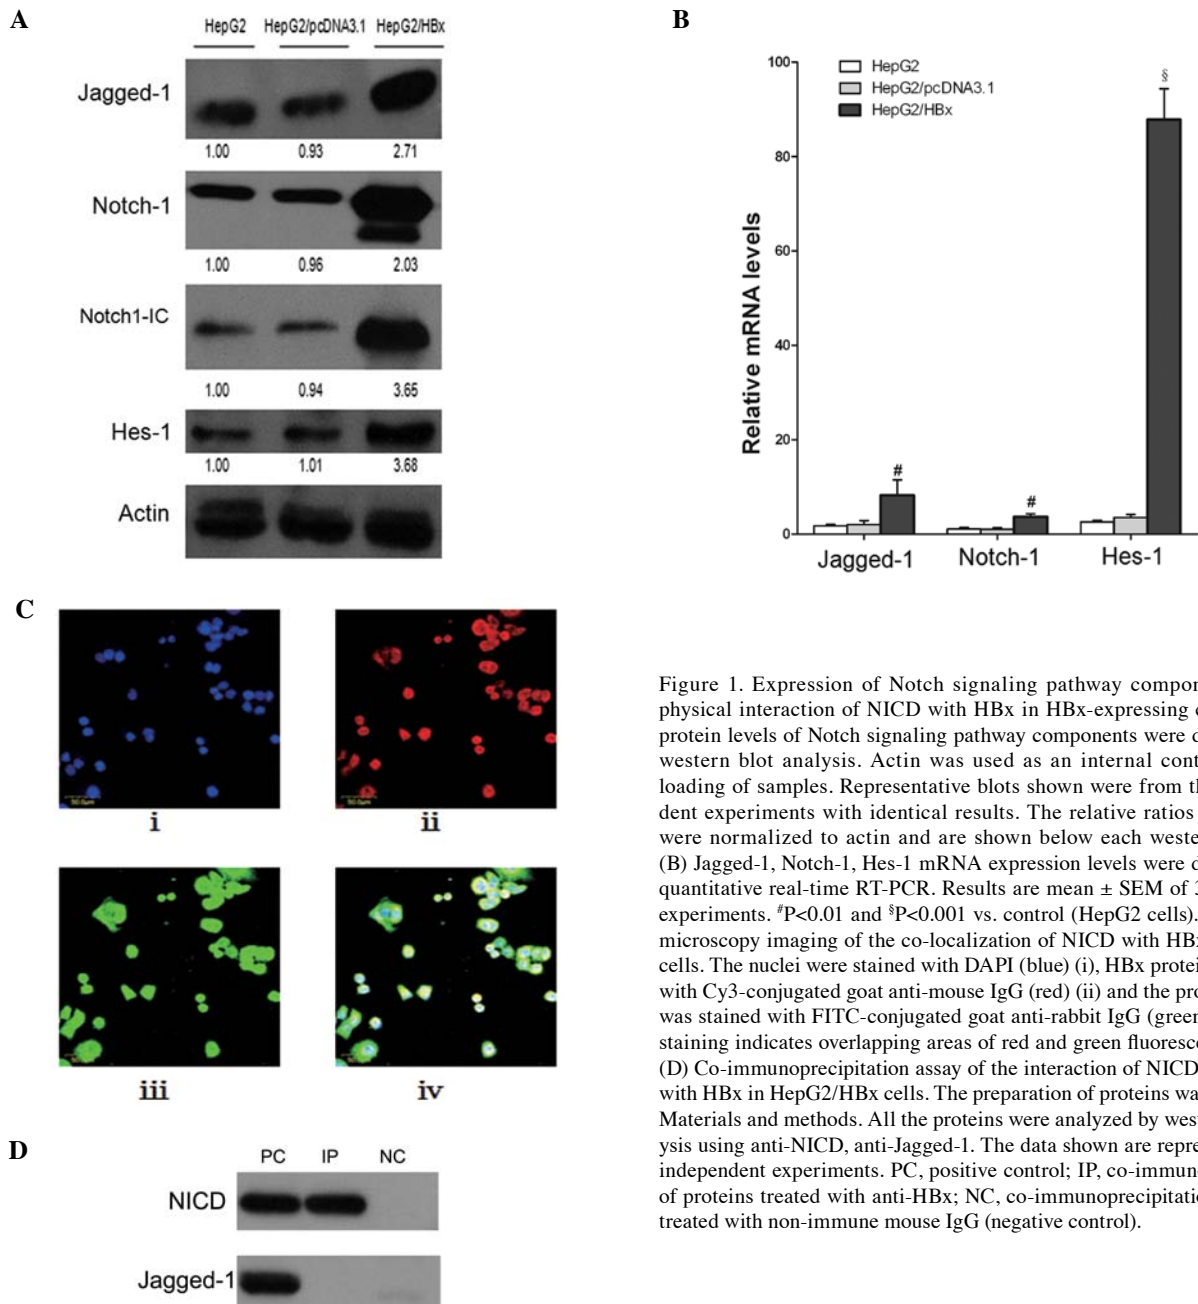 A
HepG2 HepG2/pcDNA3.1 HepG2/HBx
Jagged-1
1.00 0.93 2.71
Notch-1
1.00 0.96 2.03
Notch1-IC
1.00 0.94 3.65
Hes-1
1.00 1.01 3.68
Actin
B
HepG2
HepG2/pcDNA3.1
HepG2/HBx
Relative mRNA levels
100
80
60
40
20
0
# # §
Jagged-1 Notch-1 Hes-1
C
i ii
iii iv
D
PC IP NC
NICD
Jagged-1
Figure 1. Expression of Notch signaling pathway compon
physical interaction of NICD with HBx in HBx-expressing c
protein levels of Notch signaling pathway components were d
western blot analysis. Actin was used as an internal cont
loading of samples. Representative blots shown were from th
dent experiments with identical results. The relative ratios
were normalized to actin and are shown below each weste
(B) Jagged-1, Notch-1, Hes-1 mRNA expression levels were d
quantitative real-time RT-PCR. Results are mean ± SEM of 3
experiments. #P<0.01 and §P<0.001 vs. control (HepG2 cells).
microscopy imaging of the co-localization of NICD with HBx
cells. The nuclei were stained with DAPI (blue) (i), HBx protei
with Cy3-conjugated goat anti-mouse IgG (red) (ii) and the pro
was stained with FITC-conjugated goat anti-rabbit IgG (green
staining indicates overlapping areas of red and green fluoresce
(D) Co-immunoprecipitation assay of the interaction of NICD
with HBx in HepG2/HBx cells. The preparation of proteins wa
Materials and methods. All the proteins were analyzed by wes
ysis using anti-NICD, anti-Jagged-1. The data shown are repre
independent experiments. PC, positive control; IP, co-immune
of proteins treated with anti-HBx; NC, co-immunoprecipitatio
treated with non-immune mouse IgG (negative control).